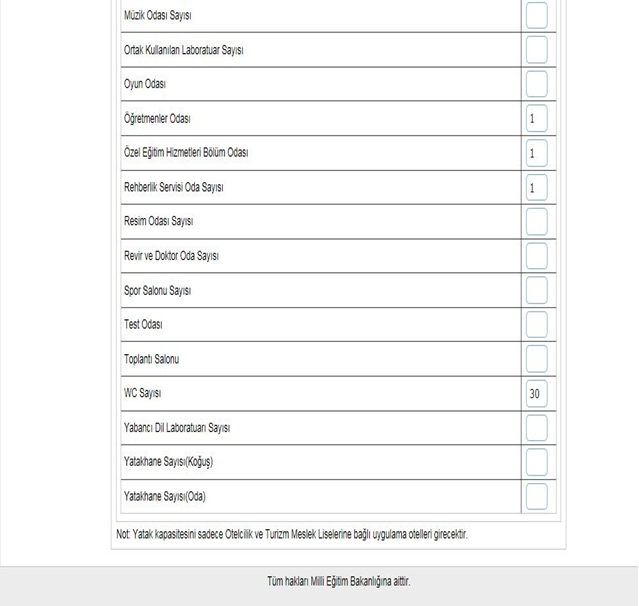 Müzik Odası Sayısı
Ortak Kullanılan Laboratuar Sayısı
Oyun Odası
Öğretmenler Odası 1
Özel Eğitim Hizmetleri Bölüm Odası 1
Rehberlik Servisi Oda Sayısı 1
Resim Odası Sayısı
Revir ve Doktor Oda Sayısı
Spor Salonu Sayısı
Test Odası
Toplantı Salonu
WC Sayısı 30
Yabancı Dil Laboratuarı Sayısı
Yatakhane Sayısı(Koğuş)
Yatakhane Sayısı(Oda)
Not: Yatak kapasitesini sadece Otelcilik ve Turizm Meslek Liselerine bağlı uygulama otelleri girecektir.
Tüm hakları Milli Eğitim Bakanlığına aittir.